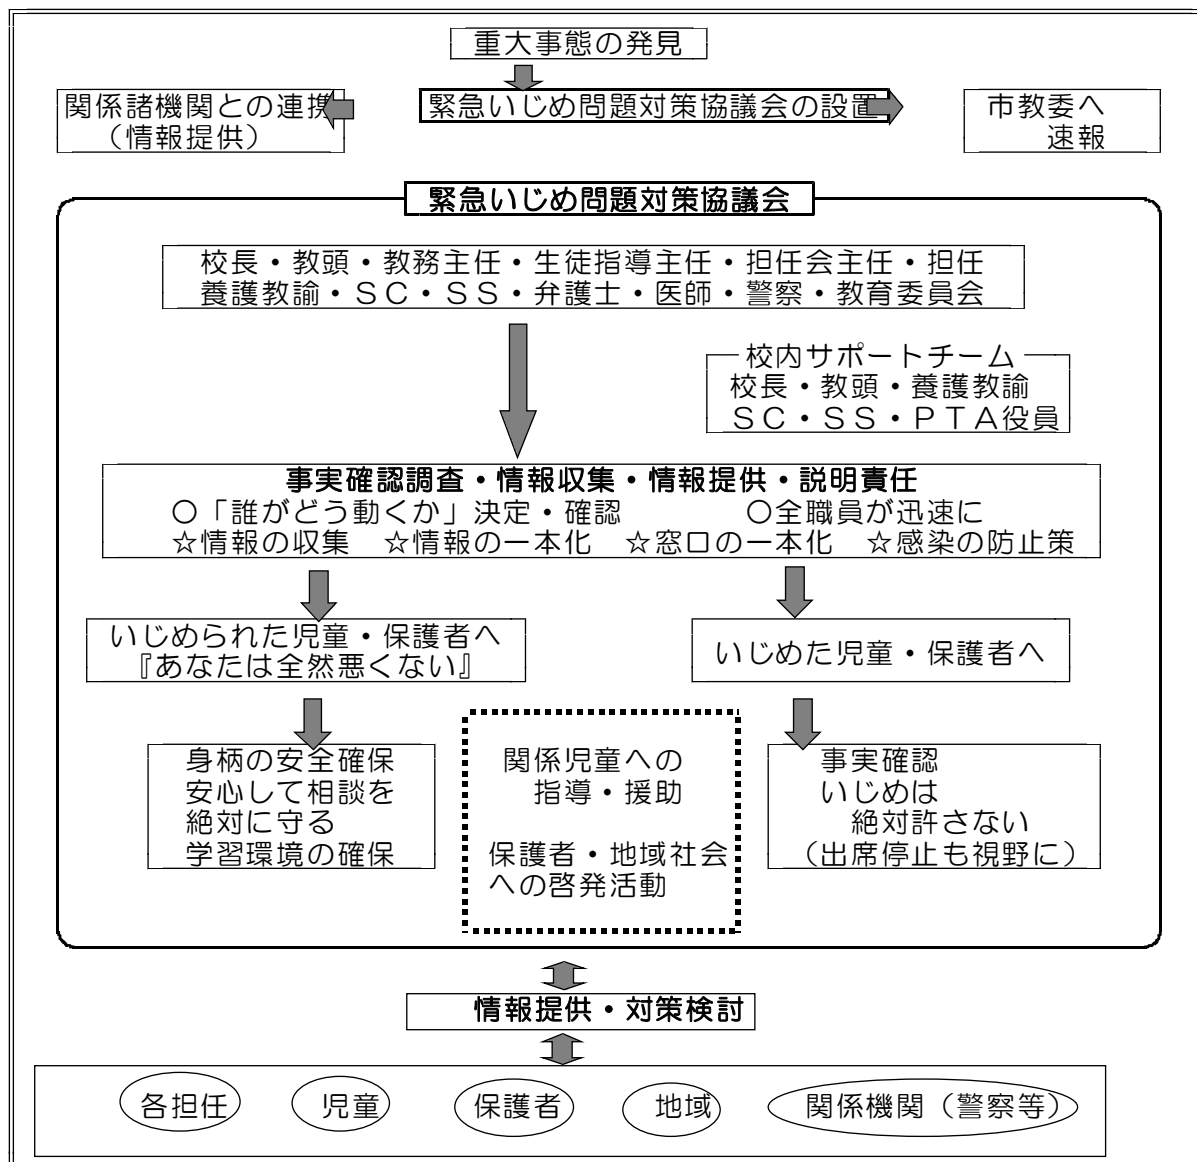 重大事態の発見
関係諸機関との連携
（情報提供）
緊急いじめ問題対策協議会の設置
市教委へ
速報
緊急いじめ問題対策協議会
校長・教頭・教務主任・生徒指導主任・担任会主任・担任
養護教諭・ＳＣ・ＳＳ・弁護士・医師・警察・教育委員会
校内サポートチーム
校長・教頭・養護教諭
ＳＣ・ＳＳ・ＰＴＡ役員
事実確認調査・情報収集・情報提供・説明責任
○「誰がどう動くか」決定・確認　　　○全職員が迅速に
☆情報の収集　☆情報の一本化　☆窓口の一本化　☆感染の防止策
いじめられた児童・保護者へ
『あなたは全然悪くない』
いじめた児童・保護者へ
身柄の安全確保
安心して相談を
絶対に守る
学習環境の確保
関係児童への
指導・援助
保護者・地域社会
への啓発活動
事実確認
いじめは
絶対許さない
（出席停止も視野に）
情報提供・対策検討
各担任　児童　保護者　地域　関係機関（警察等）